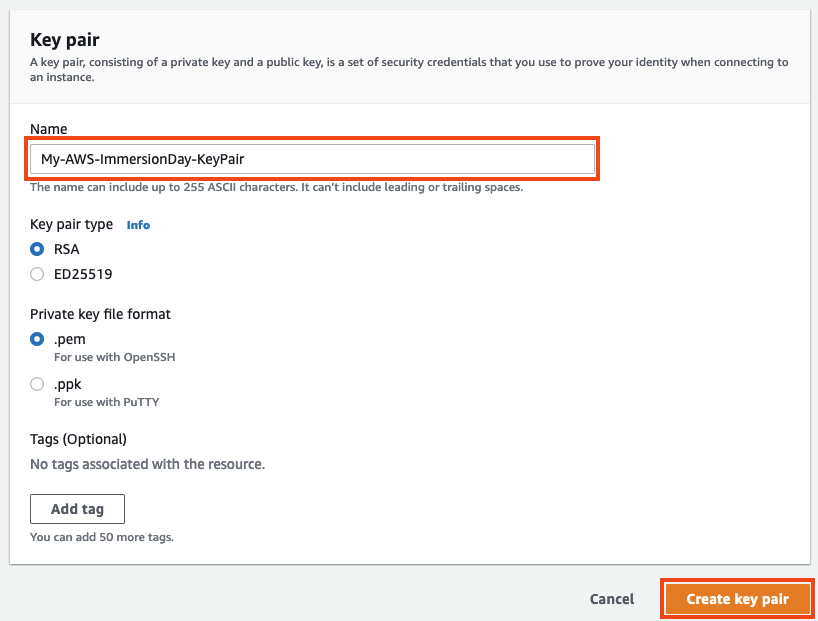 Key pair
A key pair, consisting of a private key and a public key, is a set of security credentials that you use to prove your identity when connecting to
an instance.
Name
My-AWS-ImmersionDay-KeyPair
The name can include up to 255 ASCII characters. It can't include leading or trailing spaces.
Key pair type Info
RSA
ED25519
Private key file format
.pem
For use with OpenSSH
.ppk
For use with PuTTY
Tags (Optional)
No tags associated with the resource.
Add tag
You can add 50 more tags.
Cancel Create key pair